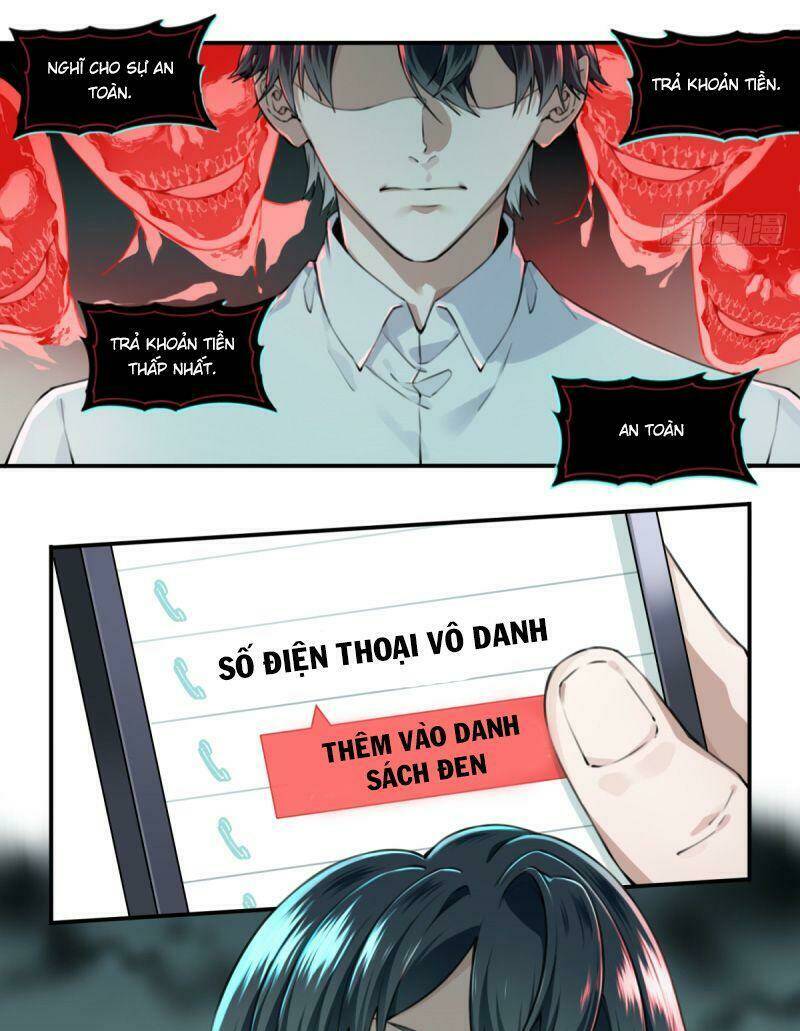 NGHĨ CHO SỰ AN
TOÀN.
TRẢ KHOẢN TIỀN.
TRẢ KHOẢN TIỀN
THẤP NHẤT.
AN TOÀN
SỐ ĐIỆN THOẠI VÔ DANH
THÊM VÀO DANH
SÁCH ĐEN